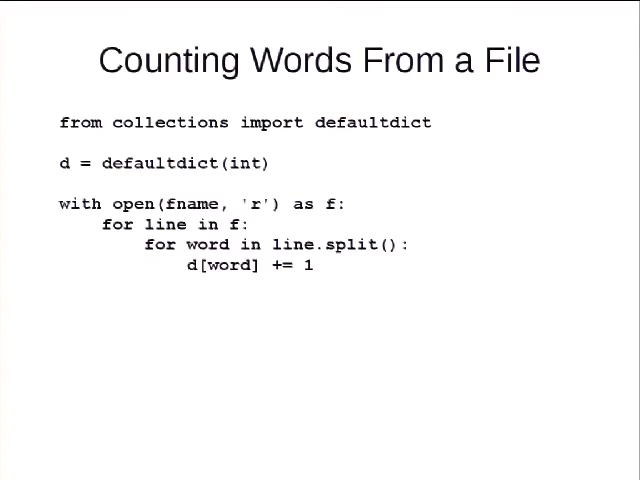 Counting Words From a File
from collections import defaultdict
d = defaultdict(int)
with open(fname, 'r') as f:
    for line in f:
        for word in line.split():
            d[word] += 1